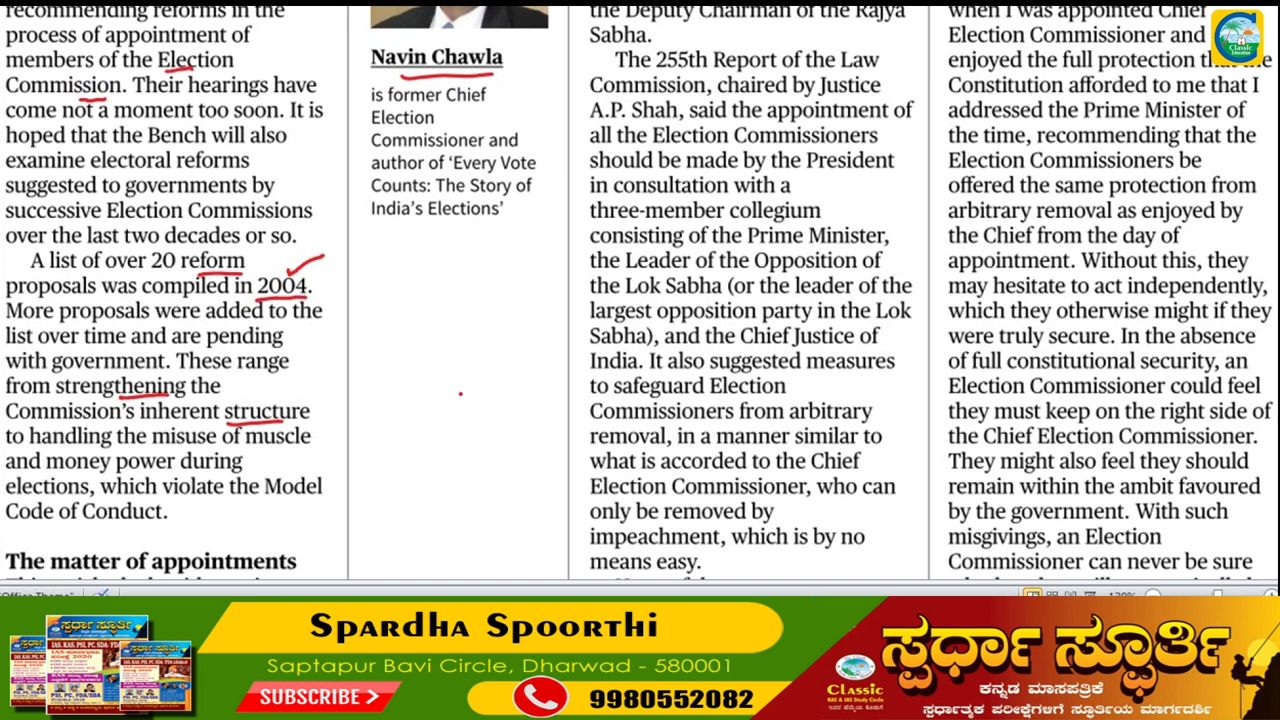 recommending reforms in the
process of appointment of
members of the Election
Commission. Their hearings have
come not a moment too soon. It is
hoped that the Bench will also
examine electoral reforms
suggested to governments by
successive Election Commissions
over the last two decades or so.
A list of over 20 reform
proposals was compiled in 2004.
More proposals were added to the
list over time and are pending
with government. These range
from strengthening the
Commission's inherent structure
to handling the misuse of muscle
and money power during
elections, which violate the Model
Code of Conduct.
The matter of appointments
Navin Chawla
is former Chief
Election
Commissioner and
author of 'Every Vote
Counts: The Story of
India's Elections'
the Deputy Chairman of the Rajya
Sabha.
The 255th Report of the Law
Commission, chaired by Justice
A.P. Shah, said the appointment of
all the Election Commissioners
should be made by the President
in consultation with a
three-member collegium
consisting of the Prime Minister,
the Leader of the Opposition of
the Lok Sabha (or the leader of the
largest opposition party in the Lok
Sabha), and the Chief Justice of
India. It also suggested measures
to safeguard Election
Commissioners from arbitrary
removal, in a manner similar to
what is accorded to the Chief
Election Commissioner, who can
only be removed by
impeachment, which is by no
means easy.
when I was appointed Chief
Election Commissioner and
enjoyed the full protection that the
Constitution afforded to me that I
addressed the Prime Minister of
the time, recommending that the
Election Commissioners be
offered the same protection from
arbitrary removal as enjoyed by
the Chief from the day of
appointment. Without this, they
may hesitate to act independently,
which they otherwise might if they
were truly secure. In the absence
of full constitutional security, an
Election Commissioner could feel
they must keep on the right side of
the Chief Election Commissioner.
They might also feel they should
remain within the ambit favoured
by the government. With such
misgivings, an Election
Commissioner can never be sure
Classic
Education
"Office Theme"
130%
ಸ್ಪರ್ಧಾ ಸ್ಫೂರ್ತಿ
Spardha Spoorthi
Saptapur Bavi Circle Dharwad - 580001
SUBSCRIBE
9980552082
Classic
KAS & IAS Study Circle
ಸ್ಪರ್ಧಾ ಸ್ಫೂರ್ತಿ
ಕನ್ನಡ ಮಾಸಪತ್ರಿಕೆ
ಸ್ಪರ್ಧಾತ್ಮಕ ಪರೀಕ್ಷೆಗಳಿಗೆ ಸ್ಫೂರ್ತಿಯ ಮಾರ್ಗದರ್ಶಿ